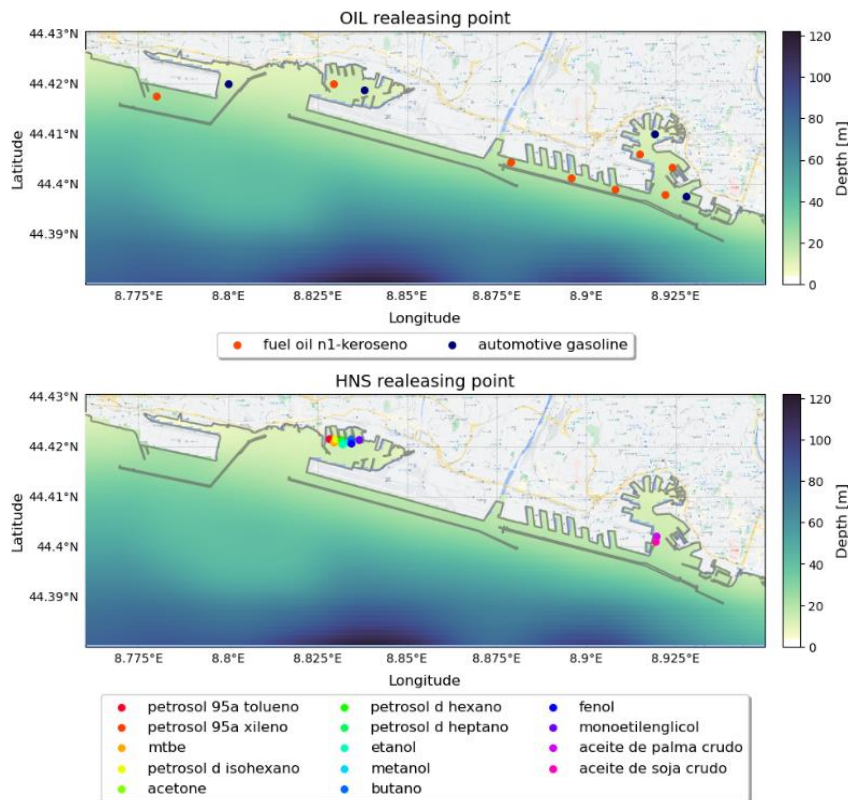 OIL realeasing point
44.43°N
44.42°N
44.41°N
44.4°N
44.39°N
Latitude
8.775°E 8.8°E 8.825°E 8.85°E 8.875°E 8.9°E 8.925°E
Longitude
120
100
80
60
40
20
0
Depth [m]
fuel oil n1-keroseno automotive gasoline
HNS realeasing point
44.43°N
44.42°N
44.41°N
44.4°N
44.39°N
Latitude
8.775°E 8.8°E 8.825°E 8.85°E 8.875°E 8.9°E 8.925°E
Longitude
120
100
80
60
40
20
0
Depth [m]
petrosol 95a tolueno petrosol d hexano fenol
petrosol 95a xileno petrosol d heptano monoetilenglicol
mtbe etanol aceite de palma crudo
petrosol d isohexano metanol aceite de soja crudo
acetone butano